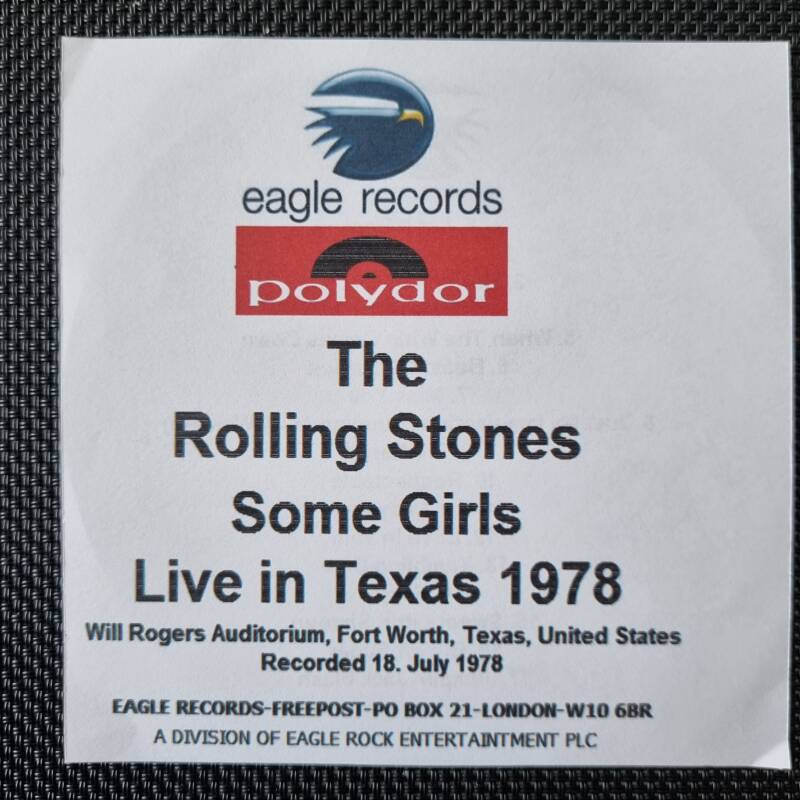 eagle records
polydor
The
Rolling Stones
Some Girls
Live in Texas 1978
Will Rogers Auditorium, Fort Worth, Texas, United States
Recorded 18. July 1978
EAGLE RECORDS-FREEPOST-PO BOX 21-LONDON-W10 6BR
A DIVISION OF EAGLE ROCK ENTERTAINTMENT PLC